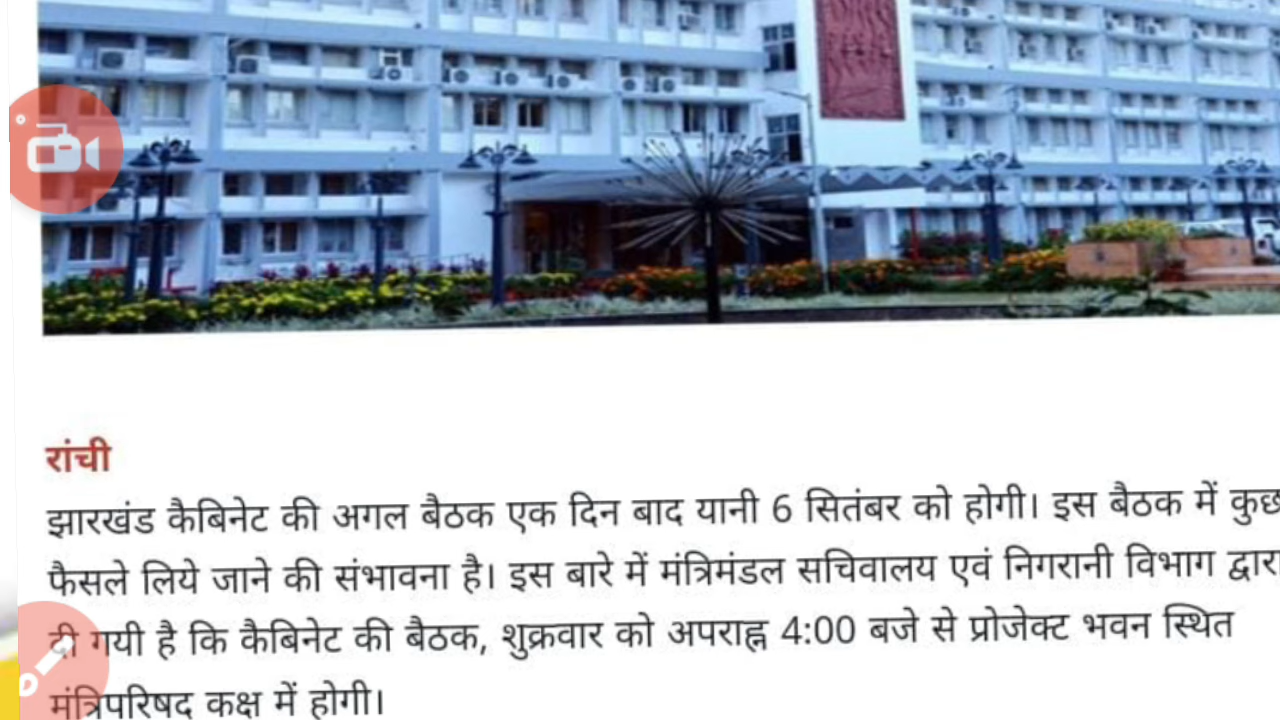 रांची
झारखंड कैबिनेट की अगल बैठक एक दिन बाद यानी 6 सितंबर को होगी। इस बैठक में कुछ
फैसले लिये जाने की संभावना है। इस बारे में मंत्रिमंडल सचिवालय एवं निगरानी विभाग द्वारा
दी गयी है कि कैबिनेट की बैठक, शुक्रवार को अपराह्न 4:00 बजे से प्रोजेक्ट भवन स्थित
मंत्रिपरिषद कक्ष में होगी।